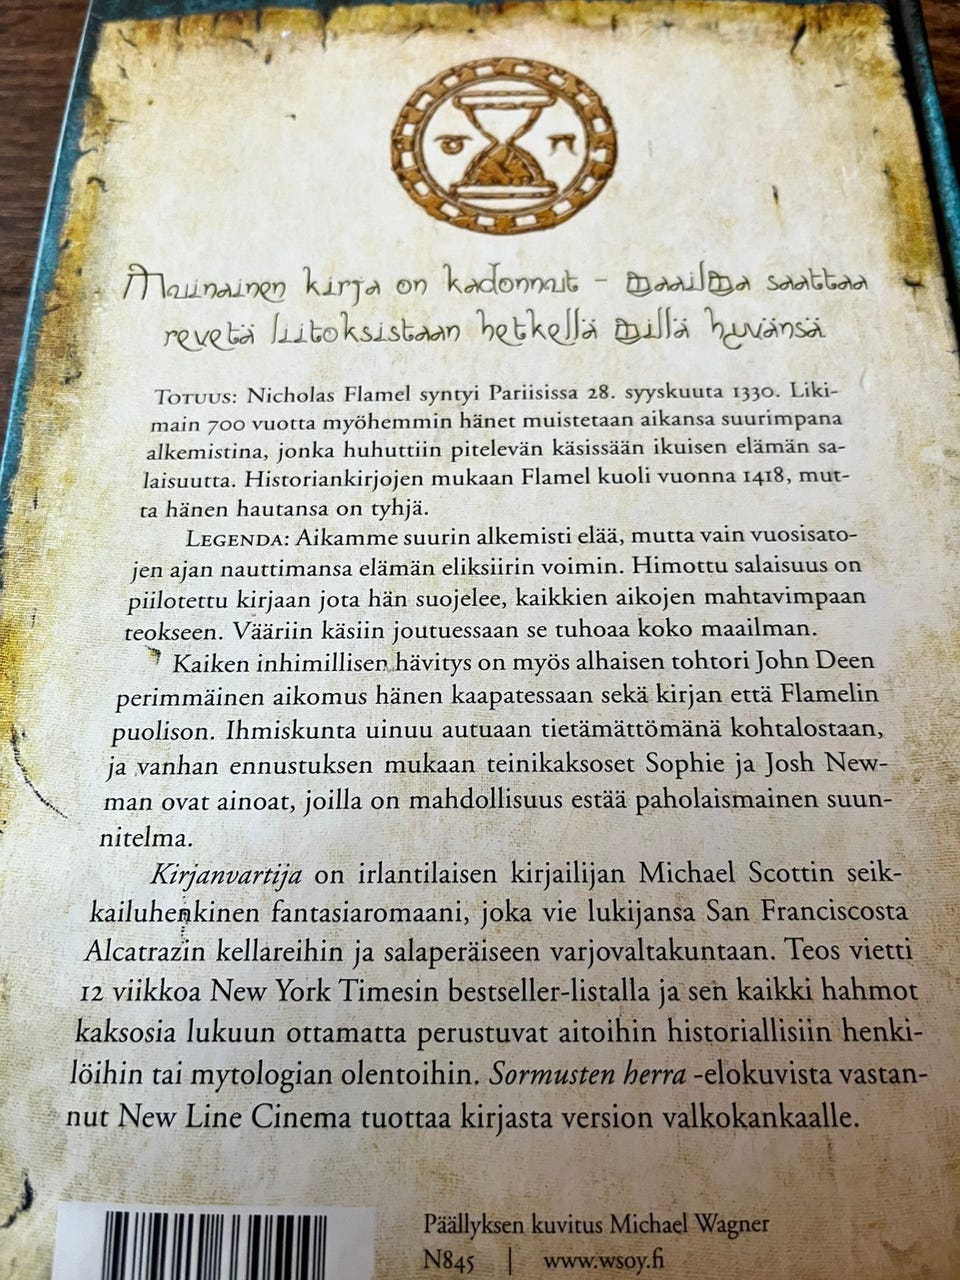 Muinainen kirja on kadonnut – maailma saattaa
revetä liitoksistaan hetkellä millä hyvänsä
TOTUUS: Nicholas Flamel syntyi Pariisissa 28. syyskuuta 1330. Liki-
main 700 vuotta myöhemmin hänet muistetaan aikansa suurimpana
alkemistina, jonka huhuttiin pitelevän käsissään ikuisen elämän sa-
laisuutta. Historiankirjojen mukaan Flamel kuoli vuonna 1418, mut-
ta hänen hautansa on tyhjä.
LEGENDA: Aikamme suurin alkemisti elää, mutta vain vuosisato-
jen ajan nauttimansa elämän eliksiirin voimin. Himottu salaisuus on
piilotettu kirjaan jota hän suojelee, kaikkien aikojen mahtavimpaan
teokseen. Vääriin käsiin joutuessaan se tuhoaa koko maailman.
Kaiken inhimillisen hävitys on myös alhaisen tohtori John Deen
perimmäinen aikomus hänen kaapatessaan sekä kirjan että Flamelin
puolison. Ihmiskunta uinuu autuaan tietämättömänä kohtalostaan,
ja vanhan ennustuksen mukaan teinikaksoset Sophie ja Josh New-
man ovat ainoat, joilla on mahdollisuus estää paholaismainen suun-
nitelma.
Kirjanvartija on irlantilaisen kirjailijan Michael Scottin seik-
kailuhenkinen fantasiaromaani, joka vie lukijansa San Franciscosta
Alcatrazin kellareihin ja salaperäiseen varjovaltakuntaan. Teos vietti
12 viikkoa New York Timesin bestseller-listalla ja sen kaikki hahmot
kaksosia lukuun ottamatta perustuvat aitoihin historiallisiin henki-
löihin tai mytologian olentoihin. Sormusten herra -elokuvista vastan-
nut New Line Cinema tuottaa kirjasta version valkokankaalle.
Päällyksen kuvitus Michael Wagner
N845 | www.wsoy.fi